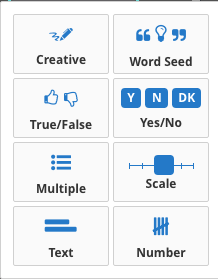 Creative
Word Seed
True/False
Y N DK
Yes/No
Multiple
Scale
Text
Number